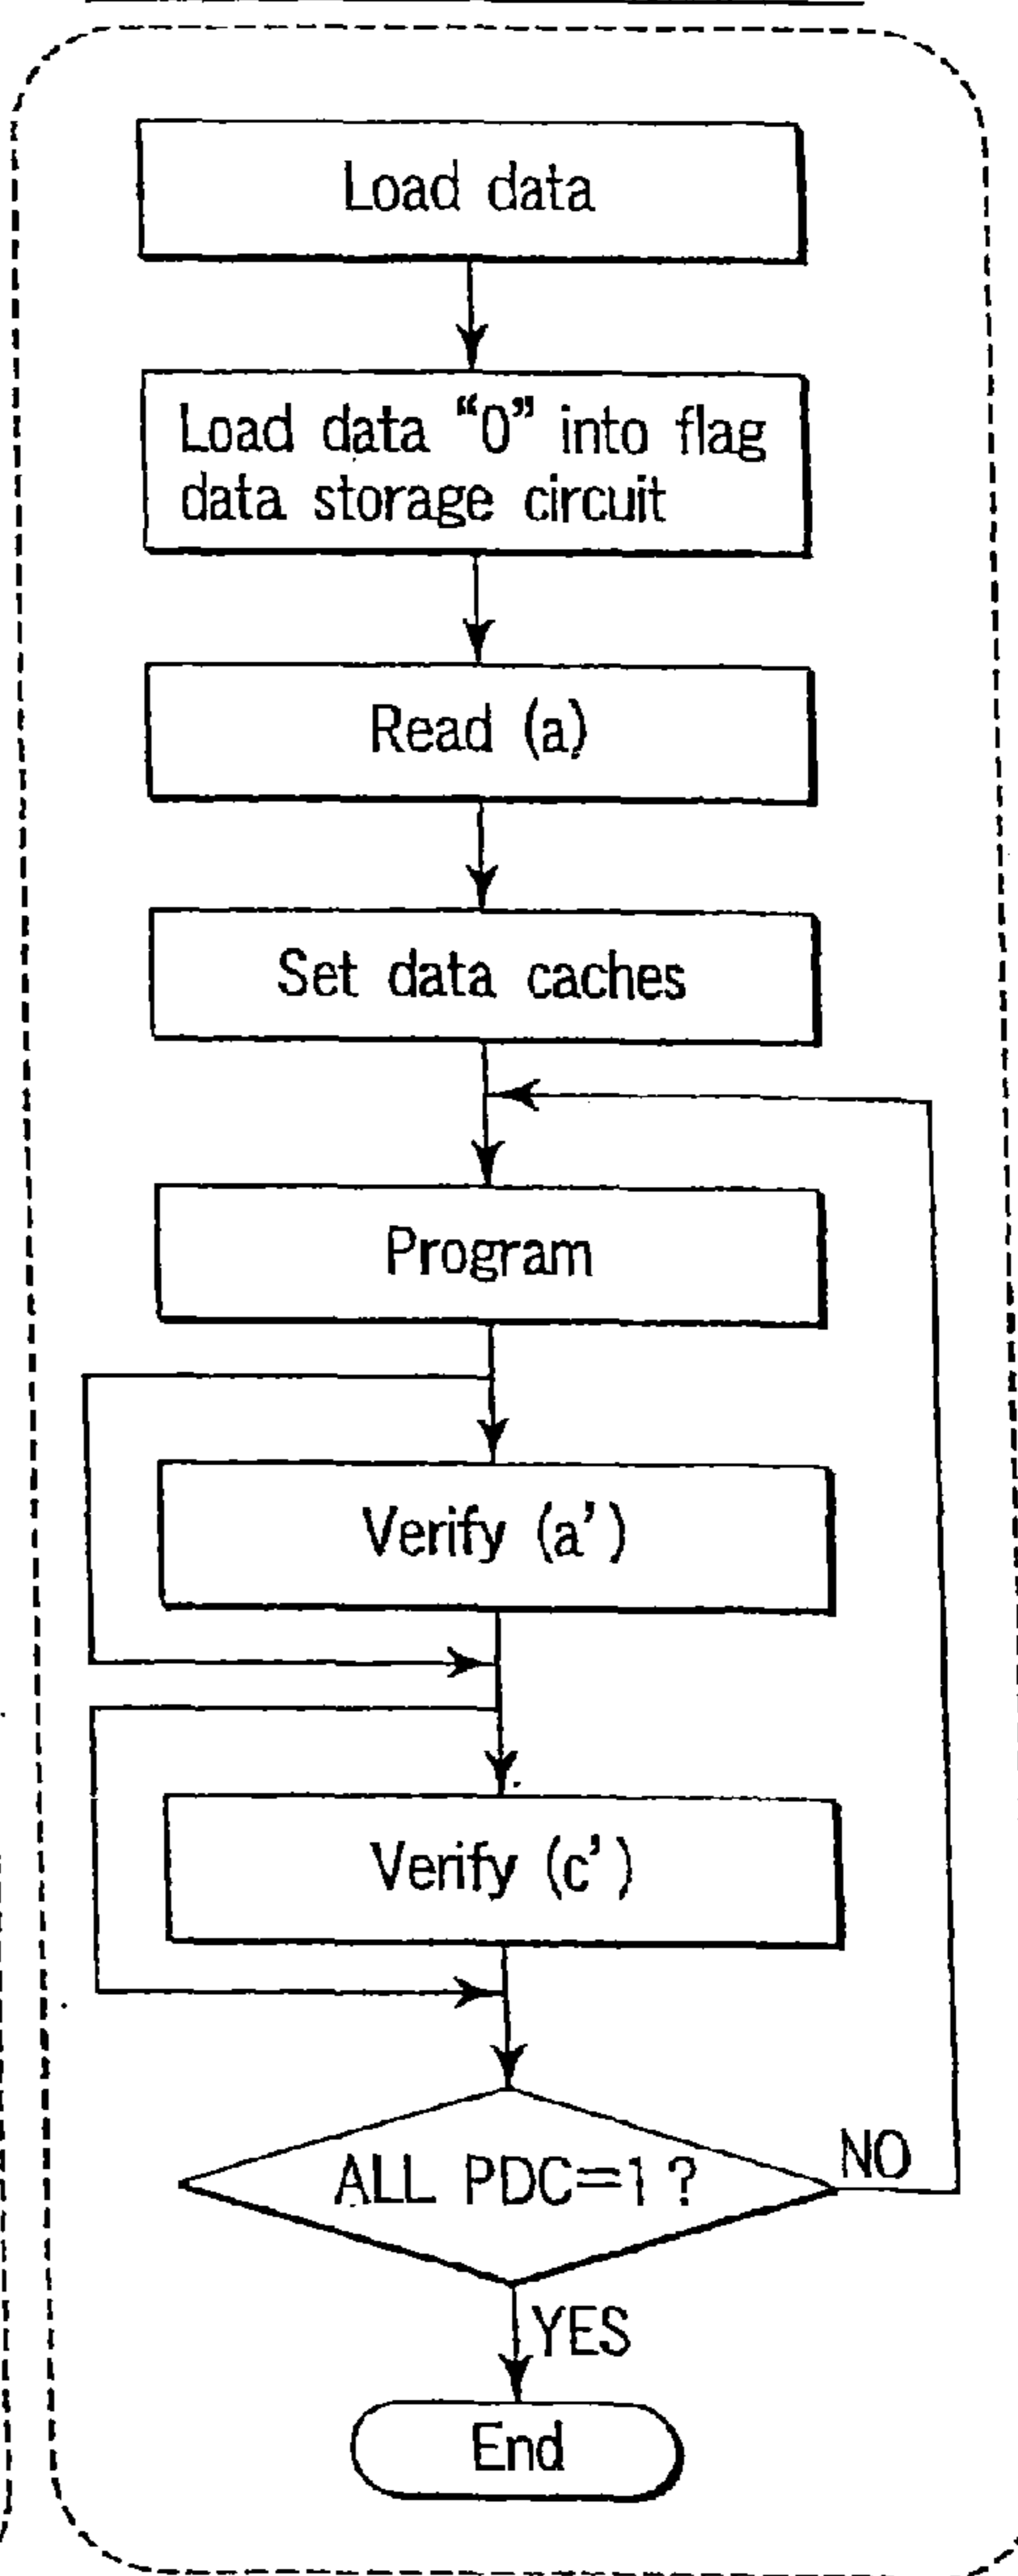 Load data
Load data “0” into flag
data storage circuit
Read (a)
Set data caches
Program
Verify (a’)
Verify (c’)
ALL PDC=1 ?
NO
YES
End